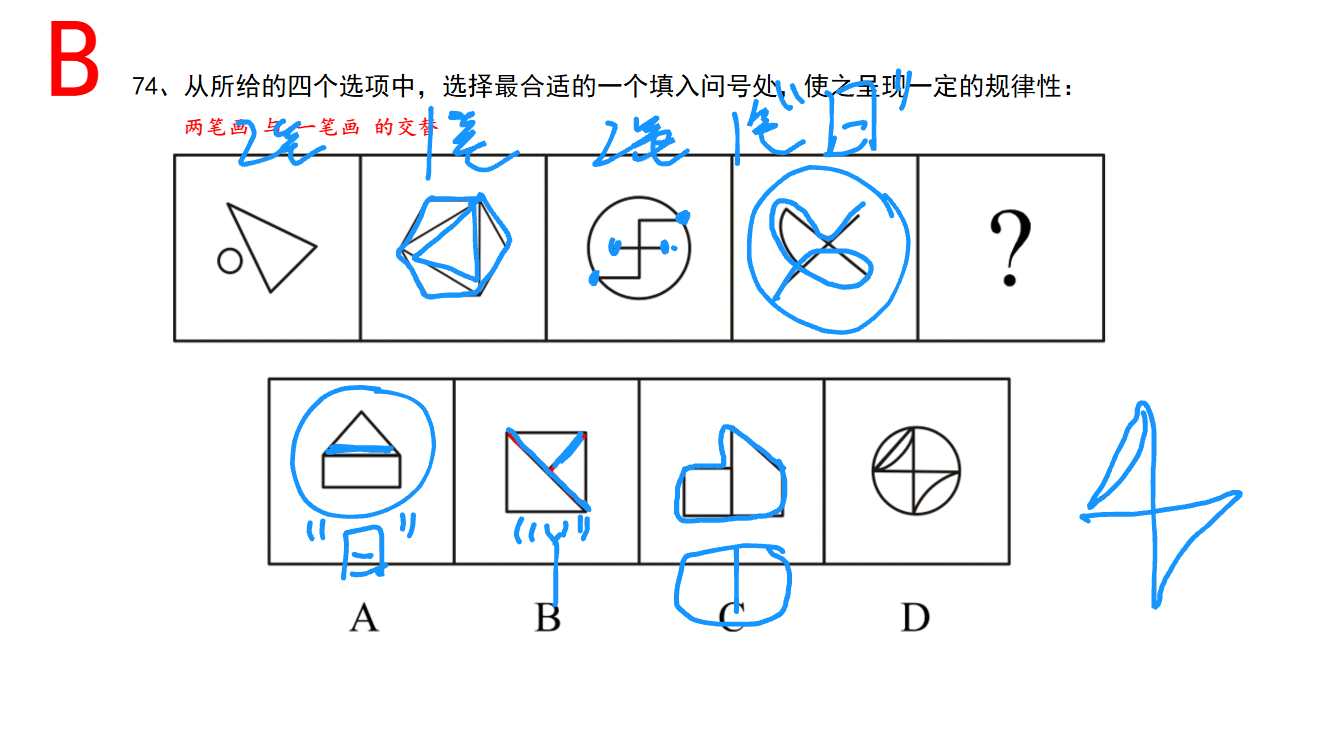 B
74、从所给的四个选项中，选择最合适的一个填入问号处，使之呈现一定的规律性：
两笔画 与 一笔画 的交替
2笔 1笔 2笔 1笔 "日"
?
"日" "Y"
A B C D